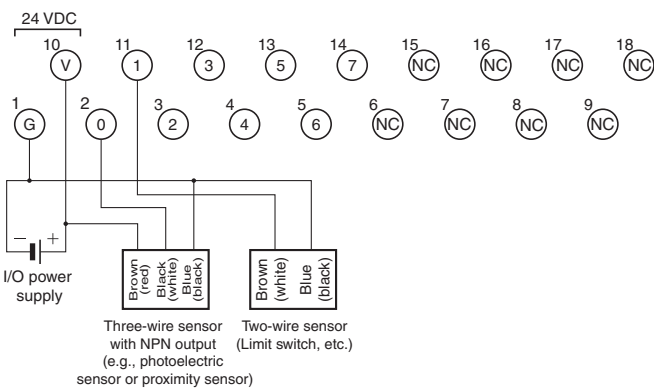 24 VDC
10 11 12 13 14 15 16 17 18
V 1 3 5 7 NC NC NC NC
1 2 3 4 5 6 7 8 9
G 0 2 4 6 NC NC NC NC
− +
I/O power
supply
Brown
(red)
Black
(white)
Blue
(black)
Brown
(white)
Blue
(black)
Three-wire sensor
with NPN output
(e.g., photoelectric
sensor or proximity sensor)
Two-wire sensor
(Limit switch, etc.)